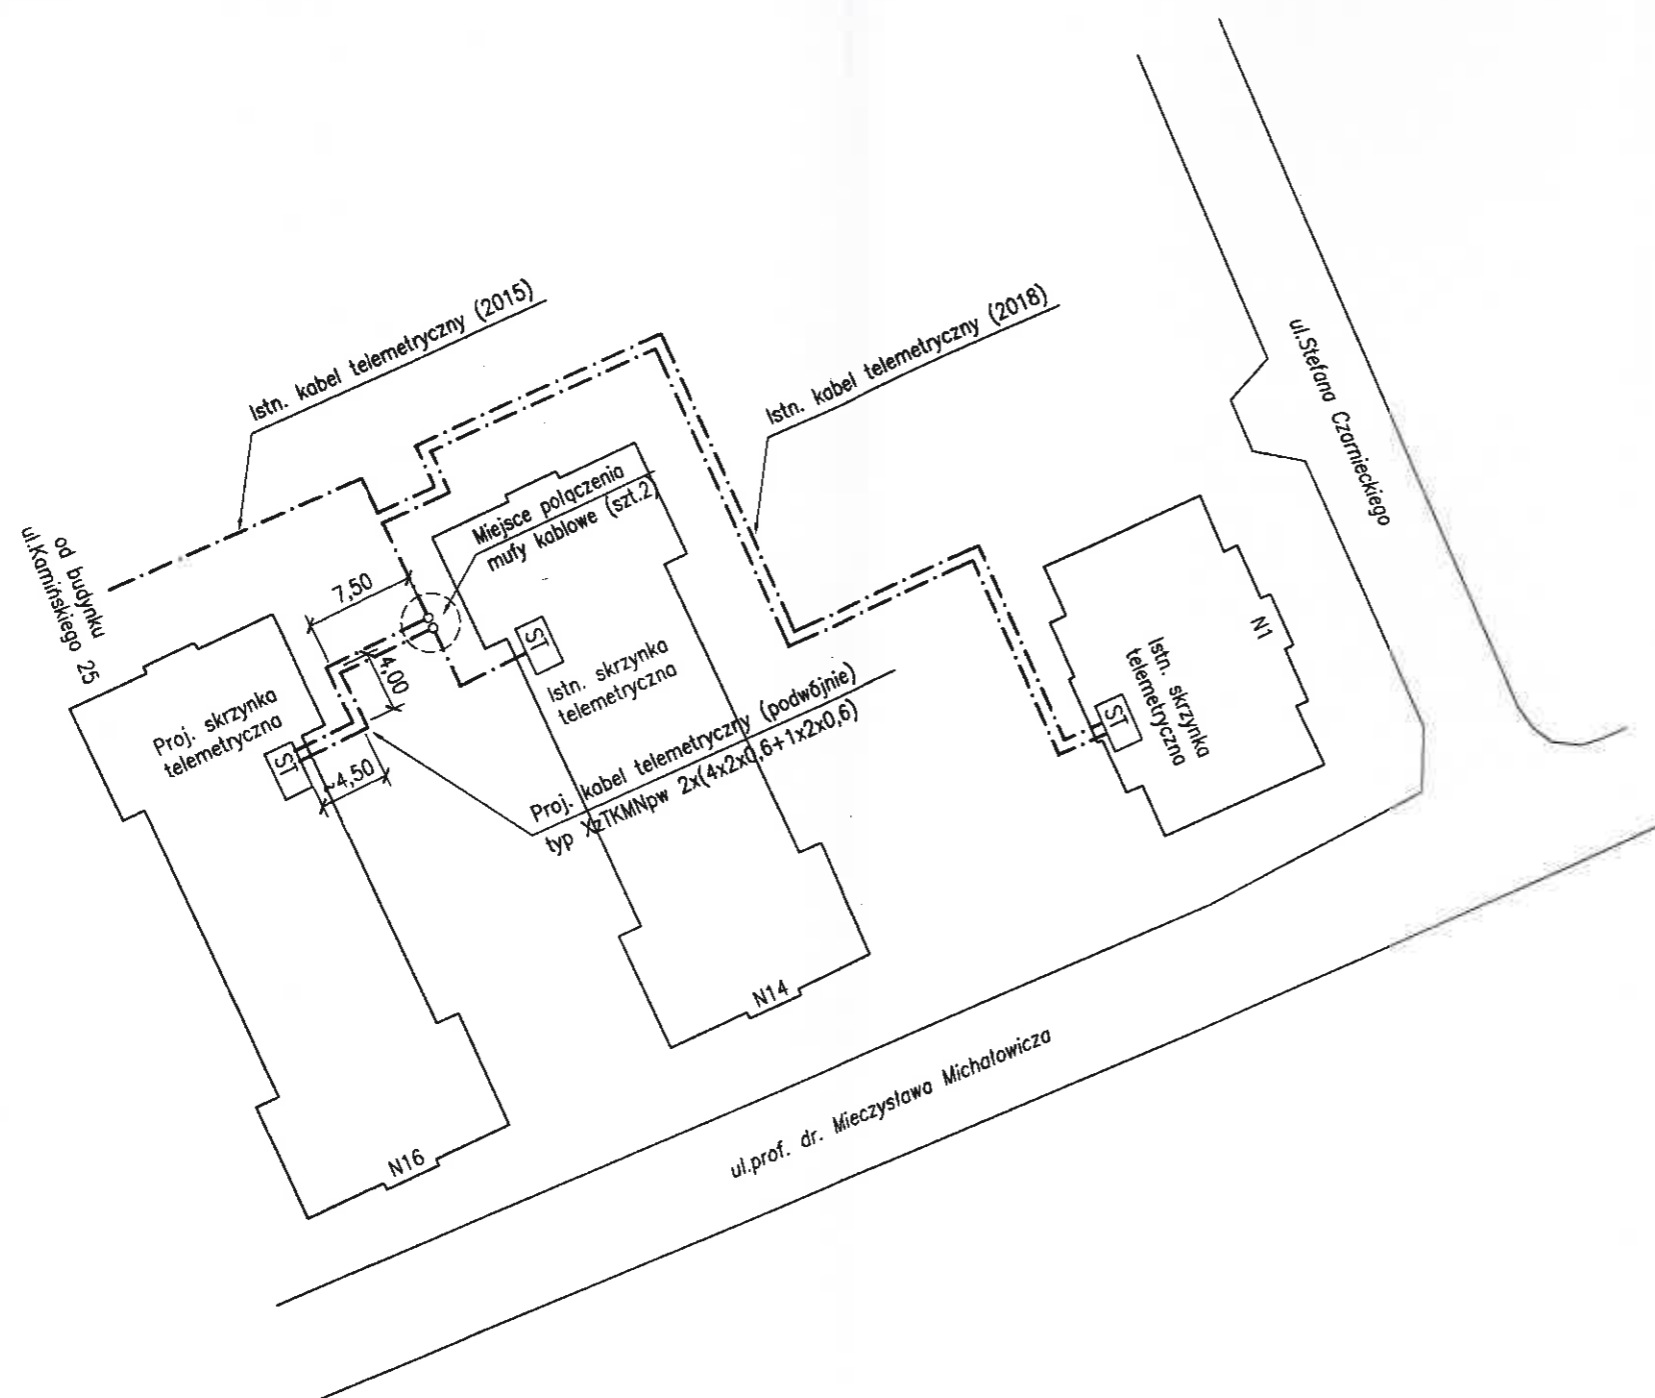 Istn. kabel telemetryczny (2015)
Istn. kabel telemetryczny (2018)
ul.Stefana Czarnieckiego
od budynku
ul.Kamińskiego 25
Miejsce połączenia
mufy kablowe (szt.2)
7,50
4,00
~4,50
ST
Proj. skrzynka
telemetryczna
ST
Istn. skrzynka
telemetryczna
Proj. kabel telemetryczny (podwójnie)
typ XzTKMNpw 2x(4x2x0,6+1x2x0,6)
ST
Istn. skrzynka
telemetryczna
N1
N14
N16
ul.prof. dr. Mieczysława Michałowicza